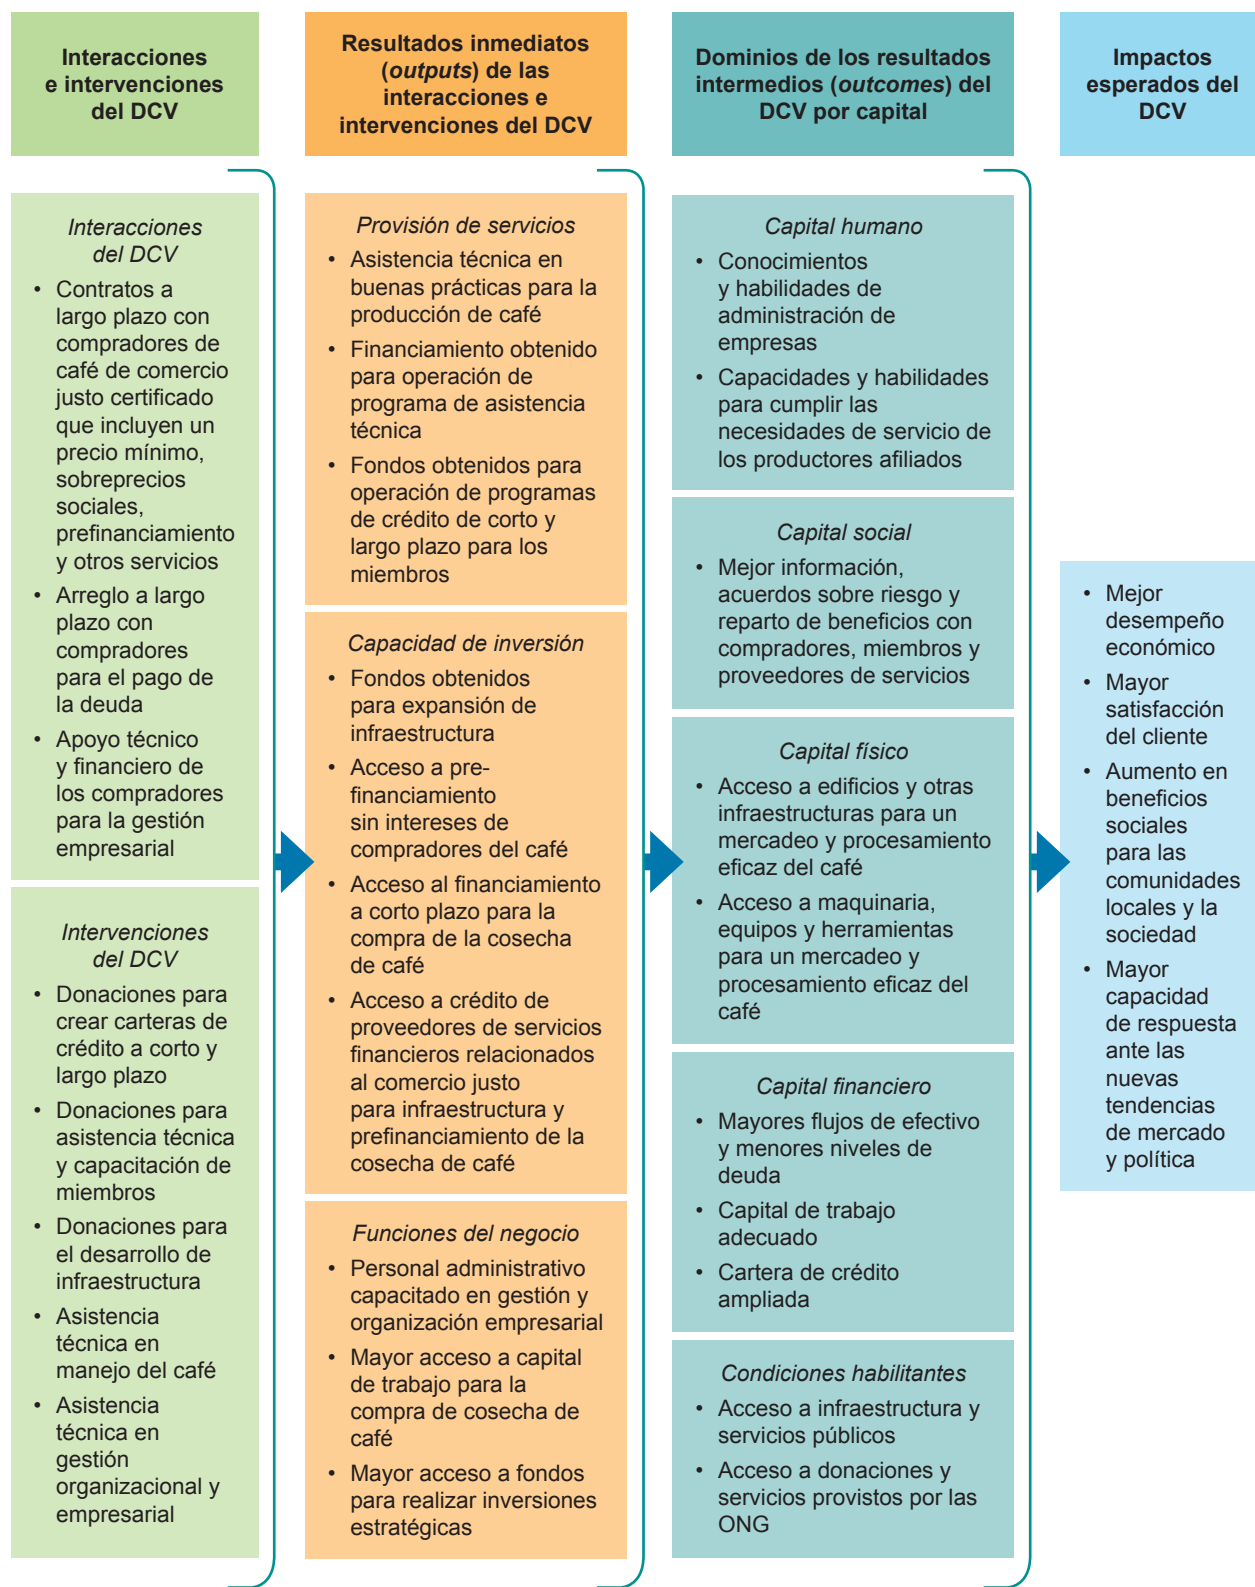 Interacciones
e intervenciones
del DCV
Resultados inmediatos
(outputs) de las
interacciones e
intervenciones del DCV
Dominios de los resultados
intermedios (outcomes) del
DCV por capital
Impactos
esperados del
DCV
Interacciones
del DCV
• Contratos a
largo plazo con
compradores de
café de comercio
justo certificado
que incluyen un
precio mínimo,
sobreprecios
sociales,
prefinanciamiento
y otros servicios
• Arreglo a largo
plazo con
compradores
para el pago de
la deuda
• Apoyo técnico
y financiero de
los compradores
para la gestión
empresarial
Intervenciones
del DCV
• Donaciones para
crear carteras de
crédito a corto y
largo plazo
• Donaciones para
asistencia técnica
y capacitación de
miembros
• Donaciones para
el desarrollo de
infraestructura
• Asistencia
técnica en
manejo del café
• Asistencia
técnica en
gestión
organizacional y
empresarial
Provisión de servicios
• Asistencia técnica en
buenas prácticas para la
producción de café
• Financiamiento obtenido
para operación de
programa de asistencia
técnica
• Fondos obtenidos para
operación de programas
de crédito de corto y
largo plazo para los
miembros
Capacidad de inversión
• Fondos obtenidos
para expansión de
infraestructura
• Acceso a pre-
financiamiento
sin intereses de
compradores del café
• Acceso al financiamiento
a corto plazo para la
compra de la cosecha
de café
• Acceso a crédito de
proveedores de servicios
financieros relacionados
al comercio justo
para infraestructura y
prefinanciamiento de la
cosecha de café
Funciones del negocio
• Personal administrativo
capacitado en gestión y
organización empresarial
• Mayor acceso a capital
de trabajo para la
compra de cosecha de
café
• Mayor acceso a fondos
para realizar inversiones
estratégicas
Capital humano
• Conocimientos
y habilidades de
administración de
empresas
• Capacidades y habilidades
para cumplir las
necesidades de servicio de
los productores afiliados
Capital social
• Mejor información,
acuerdos sobre riesgo y
reparto de beneficios con
compradores, miembros y
proveedores de servicios
Capital físico
• Acceso a edificios y otras
infraestructuras para un
mercadeo y procesamiento
eficaz del café
• Acceso a maquinaria,
equipos y herramientas
para un mercadeo y
procesamiento eficaz del
café
Capital financiero
• Mayores flujos de efectivo
y menores niveles de
deuda
• Capital de trabajo
adecuado
• Cartera de crédito
ampliada
Condiciones habilitantes
• Acceso a infraestructura y
servicios públicos
• Acceso a donaciones y
servicios provistos por las
ONG
• Mejor
desempeño
económico
• Mayor
satisfacción
del cliente
• Aumento en
beneficios
sociales
para las
comunidades
locales y la
sociedad
• Mayor
capacidad
de respuesta
ante las
nuevas
tendencias
de mercado
y política